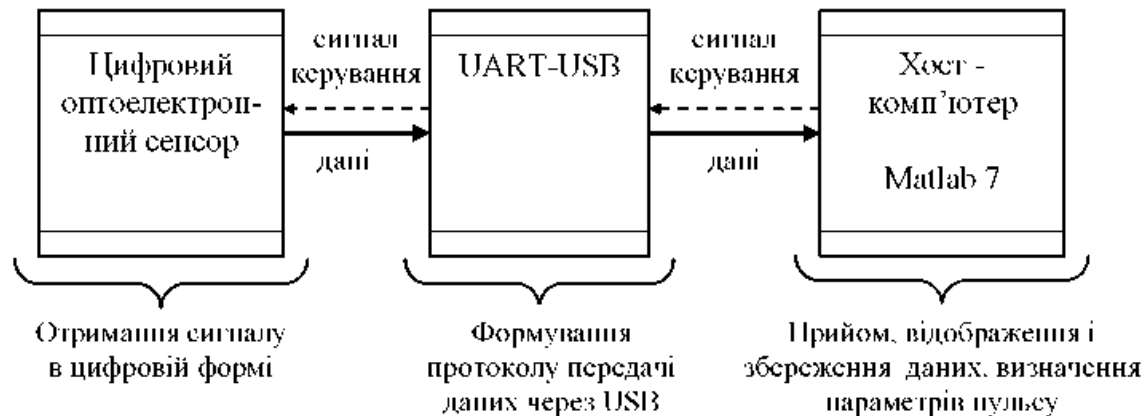 Цифровий
оптоелектрон-
ний сенсор
сигнал
керування
дані
UART-USB
сигнал
керування
дані
Хост -
комп’ютер
Matlab 7
Отримання сигналу
в цифровій формі
Формування
протоколу передачі
даних через USB
Прийом, відображення і
збереження даних, визначення
параметрів пульсу